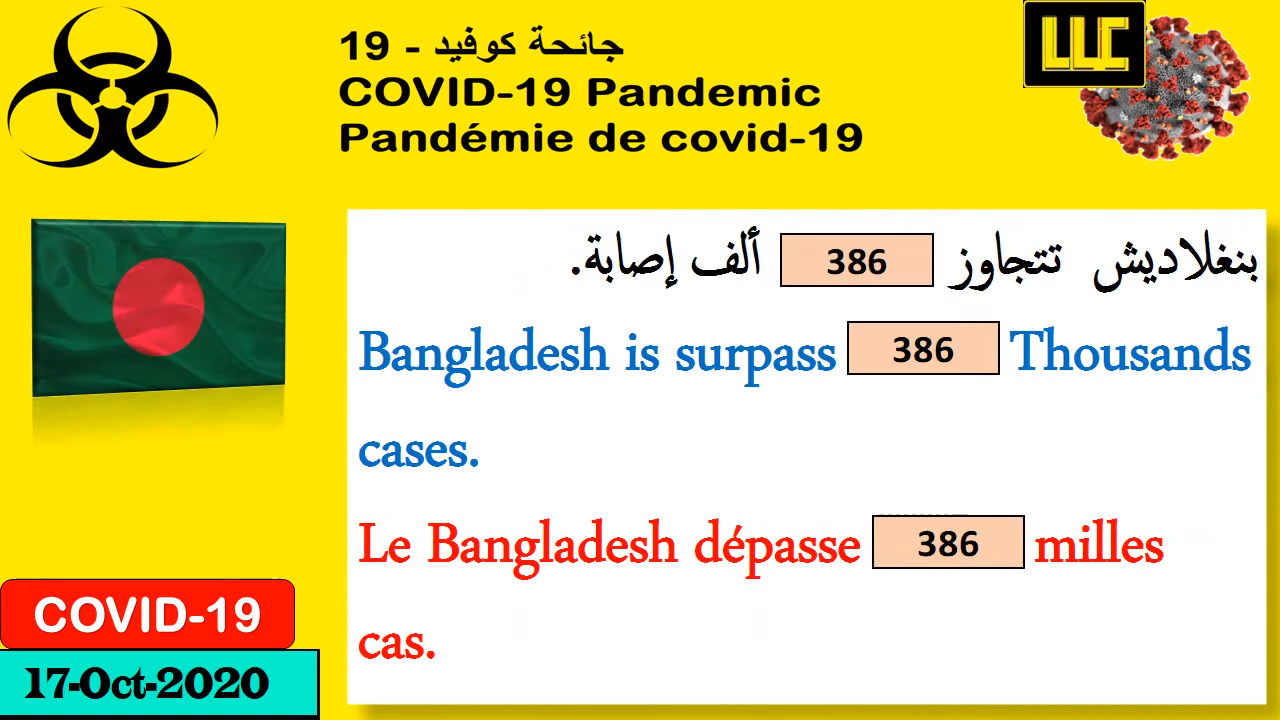 جائحة كوفيد - 19
COVID-19 Pandemic
Pandémie de covid-19
LLC
بنغلاديش تتجاوز 386 ألف إصابة.
Bangladesh is surpass 386 Thousands
cases.
Le Bangladesh dépasse 386 milles
cas.
COVID-19
17-Oct-2020